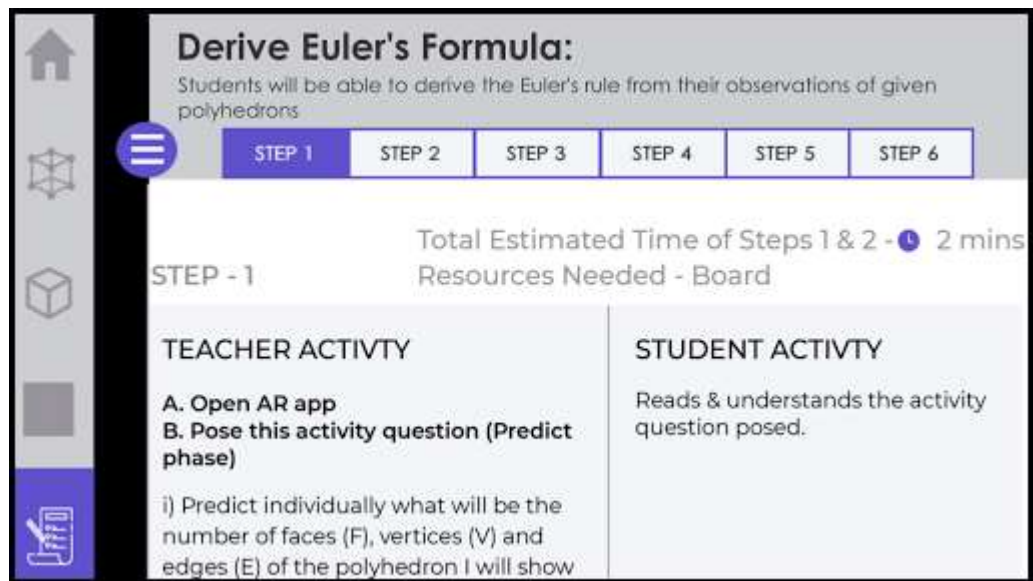 Derive Euler's Formula:
Students will be able to derive the Euler's rule from their observations of given
polyhedrons
STEP 1
STEP 2
STEP 3
STEP 4
STEP 5
STEP 6
Total Estimated Time of Steps 1 & 2 - 2 mins
STEP - 1
Resources Needed - Board
TEACHER ACTIVTY
A. Open AR app
B. Pose this activity question (Predict
phase)
i) Predict individually what will be the
number of faces (F), vertices (V) and
edges (E) of the polyhedron I will show
STUDENT ACTIVTY
Reads & understands the activity
question posed.